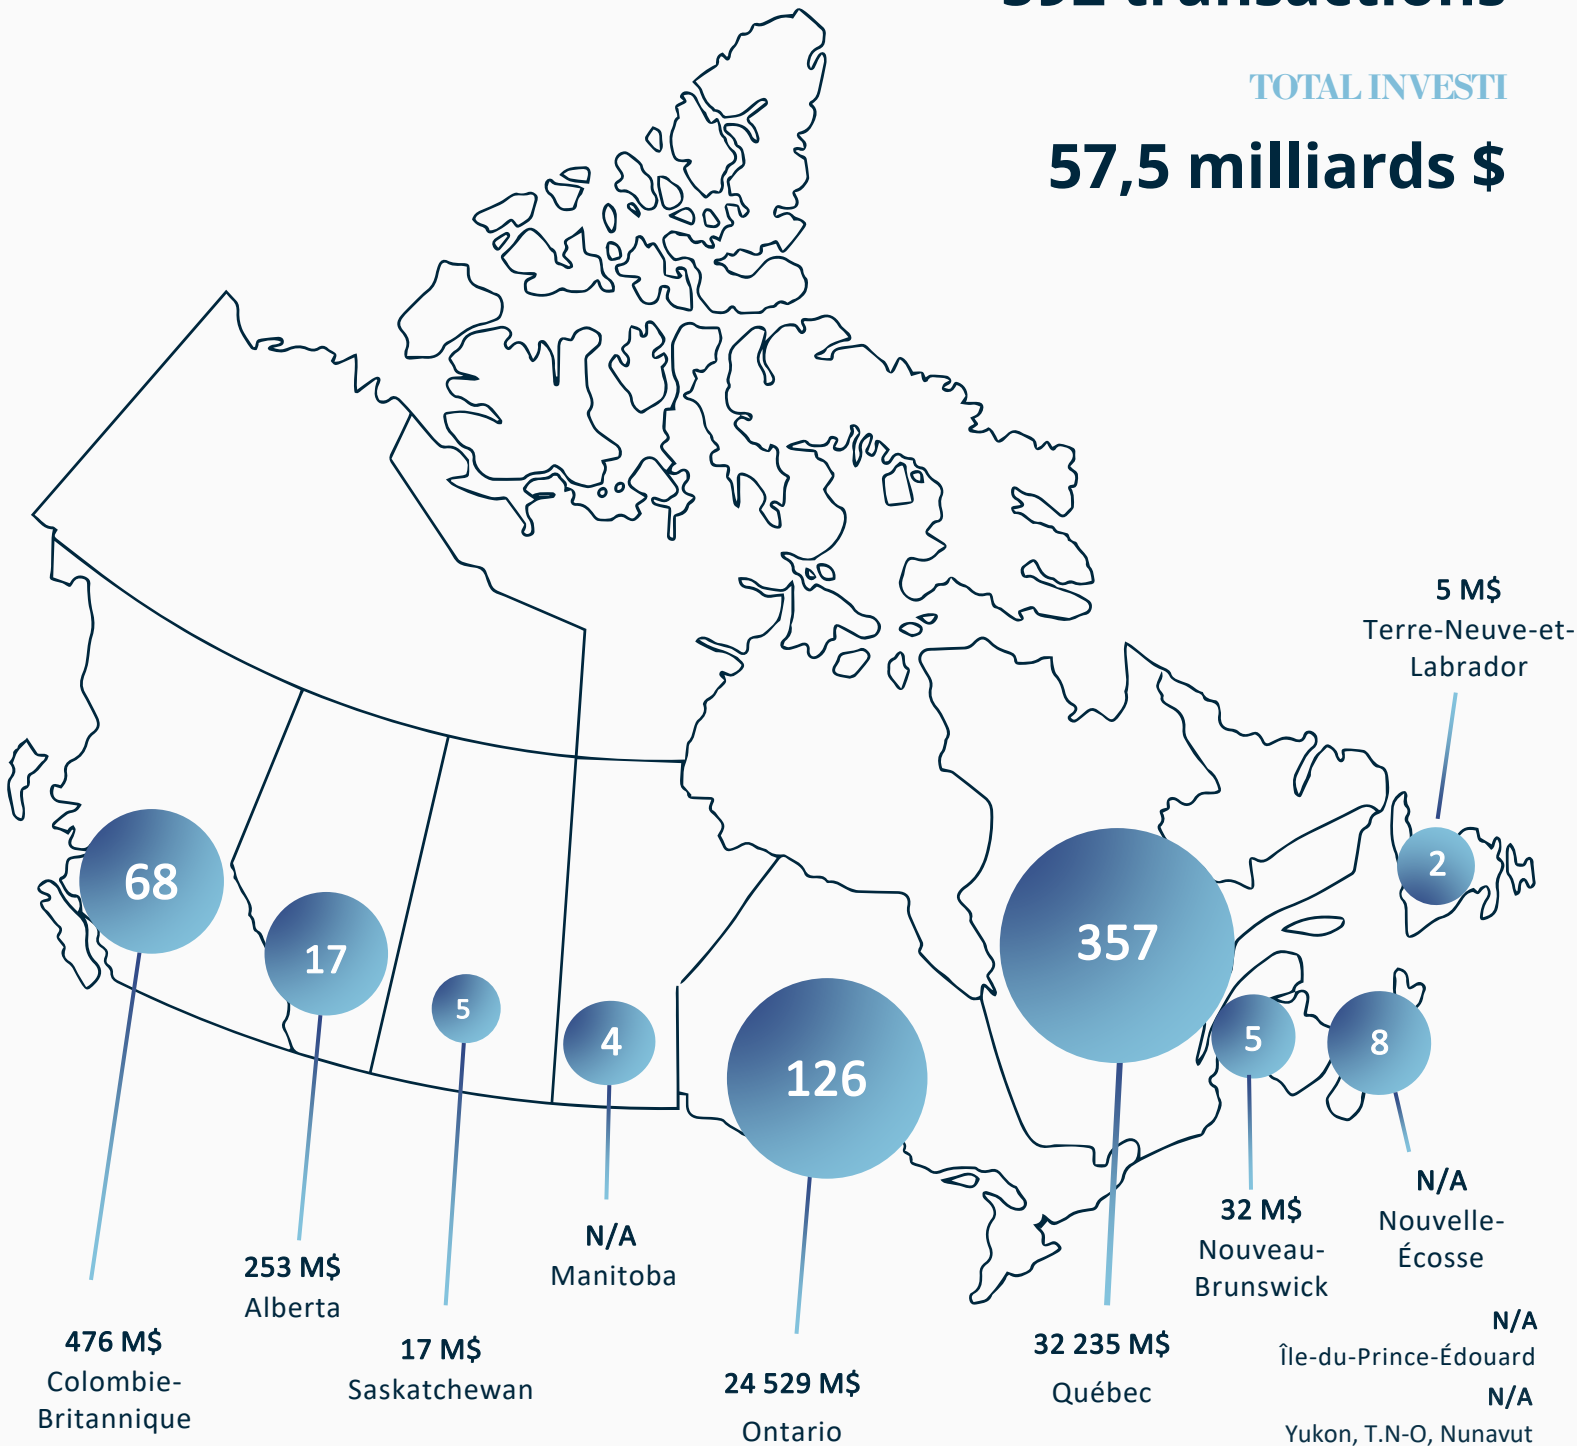 592 transactions
TOTAL INVESTI
57,5 milliards $
5 M$
Terre-Neuve-et-
Labrador
2
68
17
5
4
126
357
5
8
N/A
Nouvelle-
Écosse
32 M$
Nouveau-
Brunswick
N/A
Manitoba
253 M$
Alberta
476 M$
Colombie-
Britannique
17 M$
Saskatchewan
24 529 M$
Ontario
32 235 M$
Québec
N/A
Île-du-Prince-Édouard
N/A
Yukon, T.N-O, Nunavut